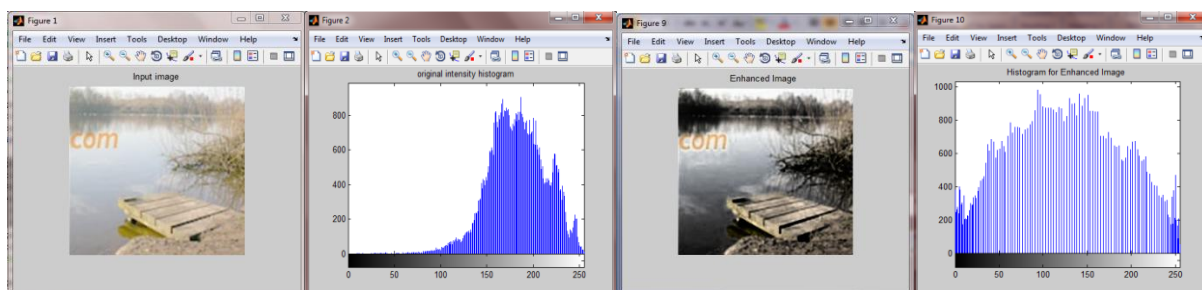 Figure 1
File Edit View Insert Tools Desktop Window Help
Input image
com
Figure 2
File Edit View Insert Tools Desktop Window Help
original intensity histogram
800
600
400
200
0
0 50 100 150 200 250
Figure 9
File Edit View Insert Tools Desktop Window Help
Enhanced Image
com
Figure 10
File Edit View Insert Tools Desktop Window Help
Histogram for Enhanced Image
1000
800
600
400
200
0
0 50 100 150 200 250